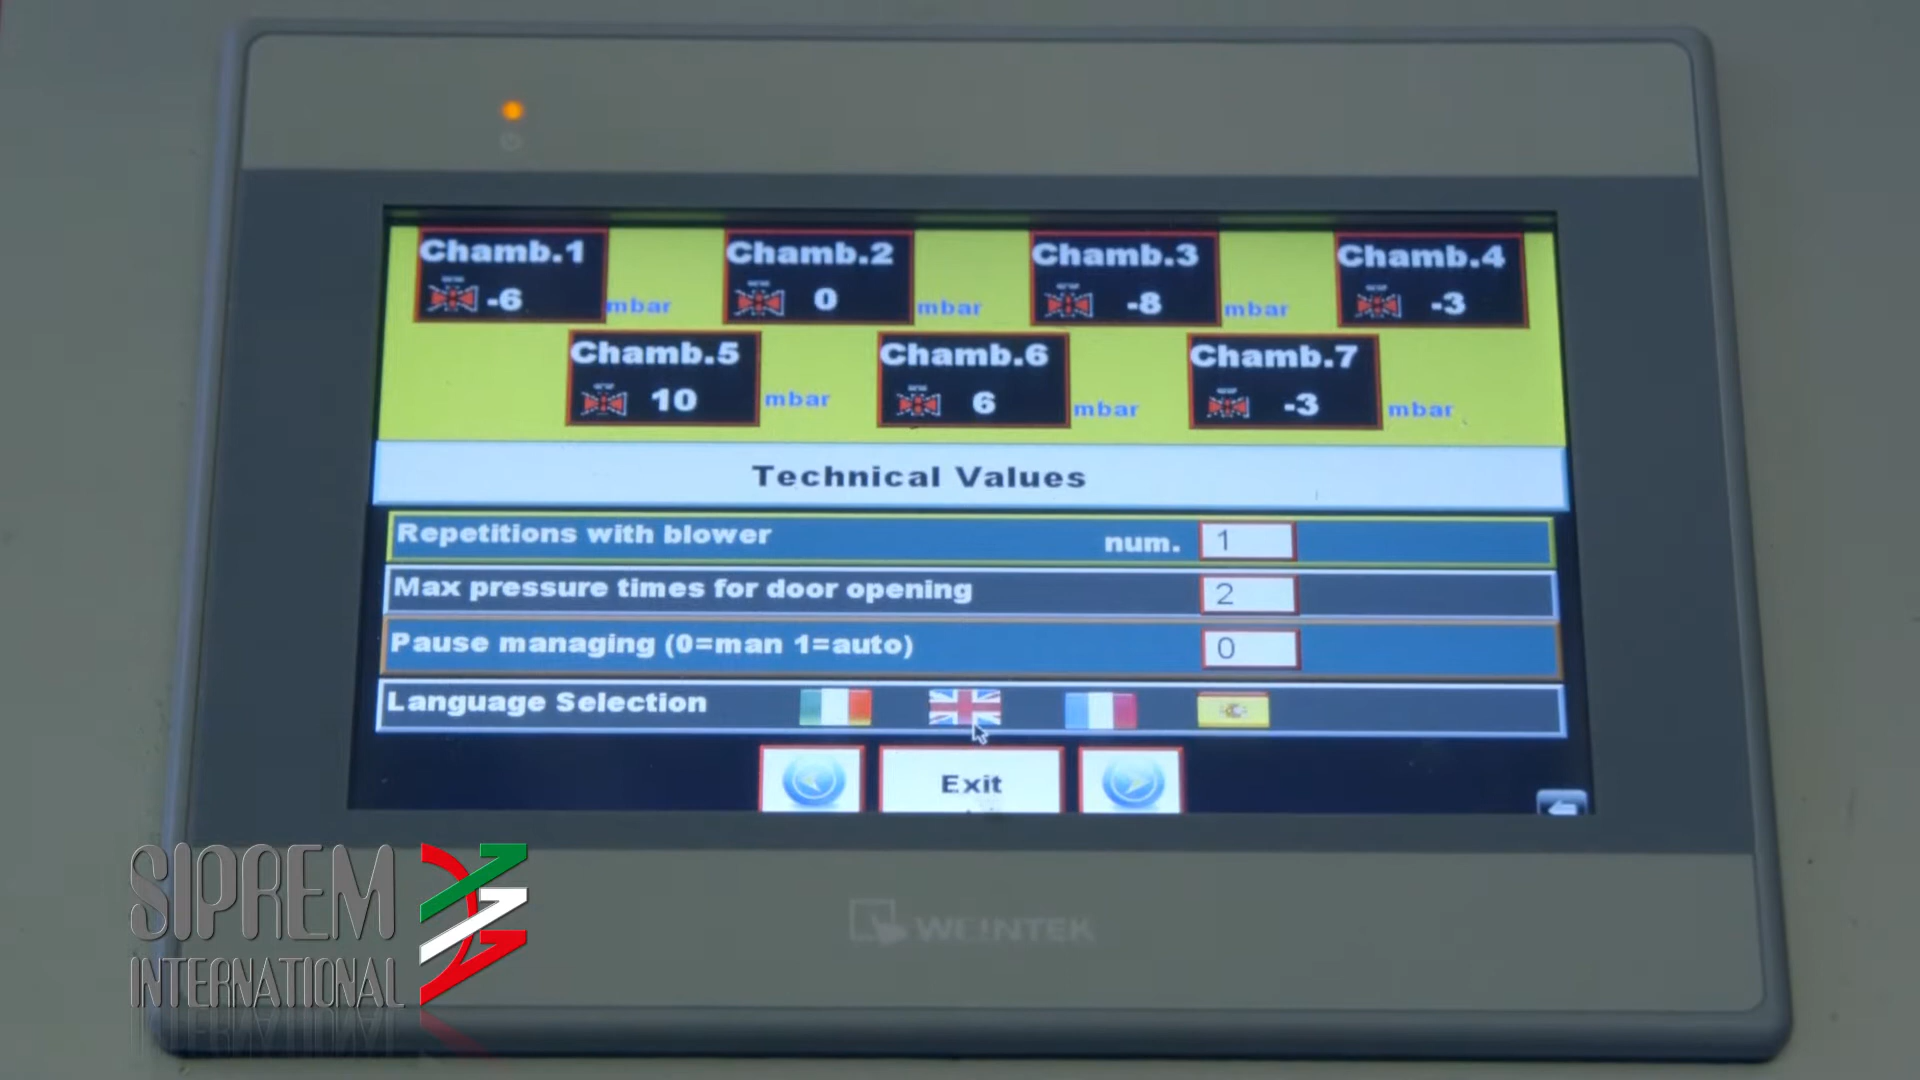 Chamb.1
-6 mbar
Chamb.2
0 mbar
Chamb.3
-8 mbar
Chamb.4
-3
Chamb.5
10 mbar
Chamb.6
6 mbar
Chamb.7
-3 mbar
Technical Values
Repetitions with blower num. 1
Max pressure times for door opening 2
Pause managing (0=man 1=auto) 0
Language Selection
Exit
WEINTEK
SIPREM
INTERNATIONAL